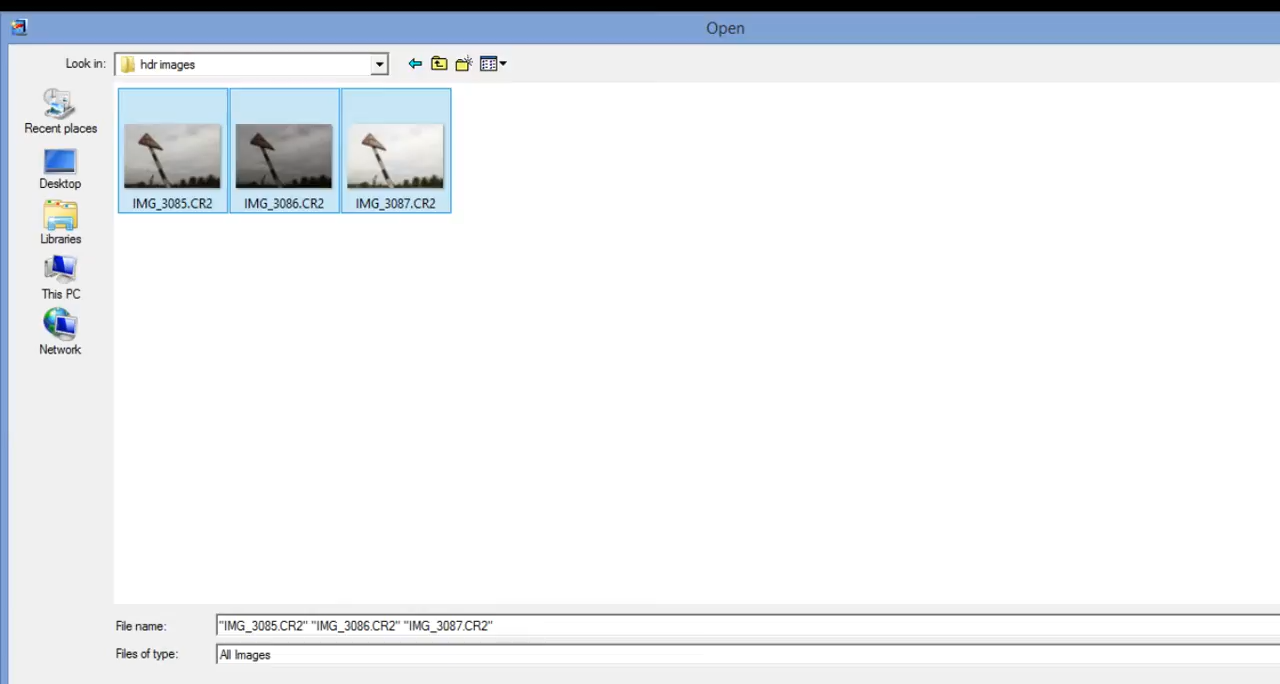 Open
Look in:
hdr images
Recent places
Desktop
Libraries
This PC
Network
IMG_3085.CR2
IMG_3086.CR2
IMG_3087.CR2
File name:
"IMG_3085.CR2" "IMG_3086.CR2" "IMG_3087.CR2"
Files of type:
All Images